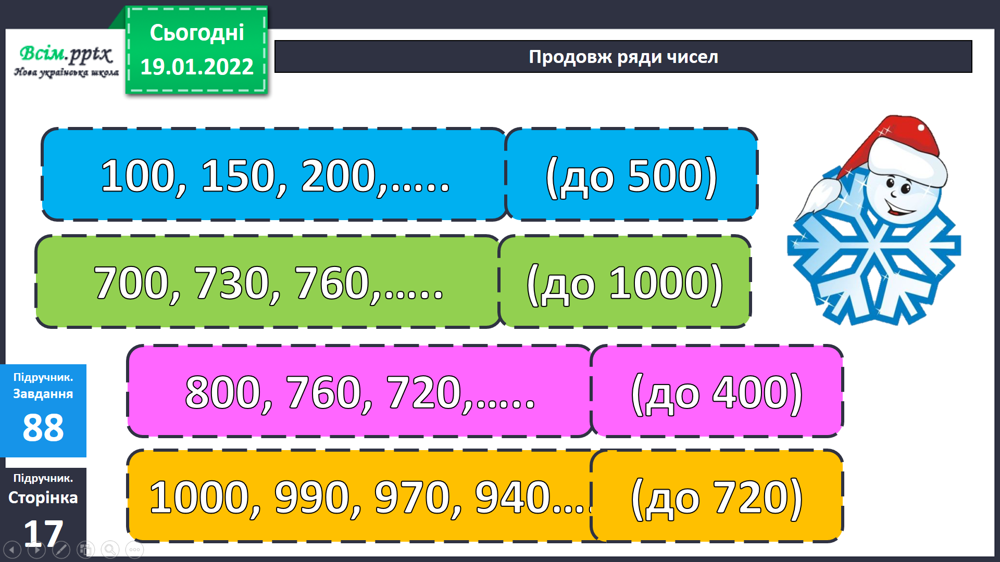 Всім.pptx
Нова українська школа
Сьогодні
19.01.2022
Продовж ряди чисел
100, 150, 200,…..
(до 500)
700, 730, 760,…..
(до 1000)
800, 760, 720,…..
(до 400)
1000, 990, 970, 940….
(до 720)
Підручник.
Завдання
88
Підручник.
Сторінка
17